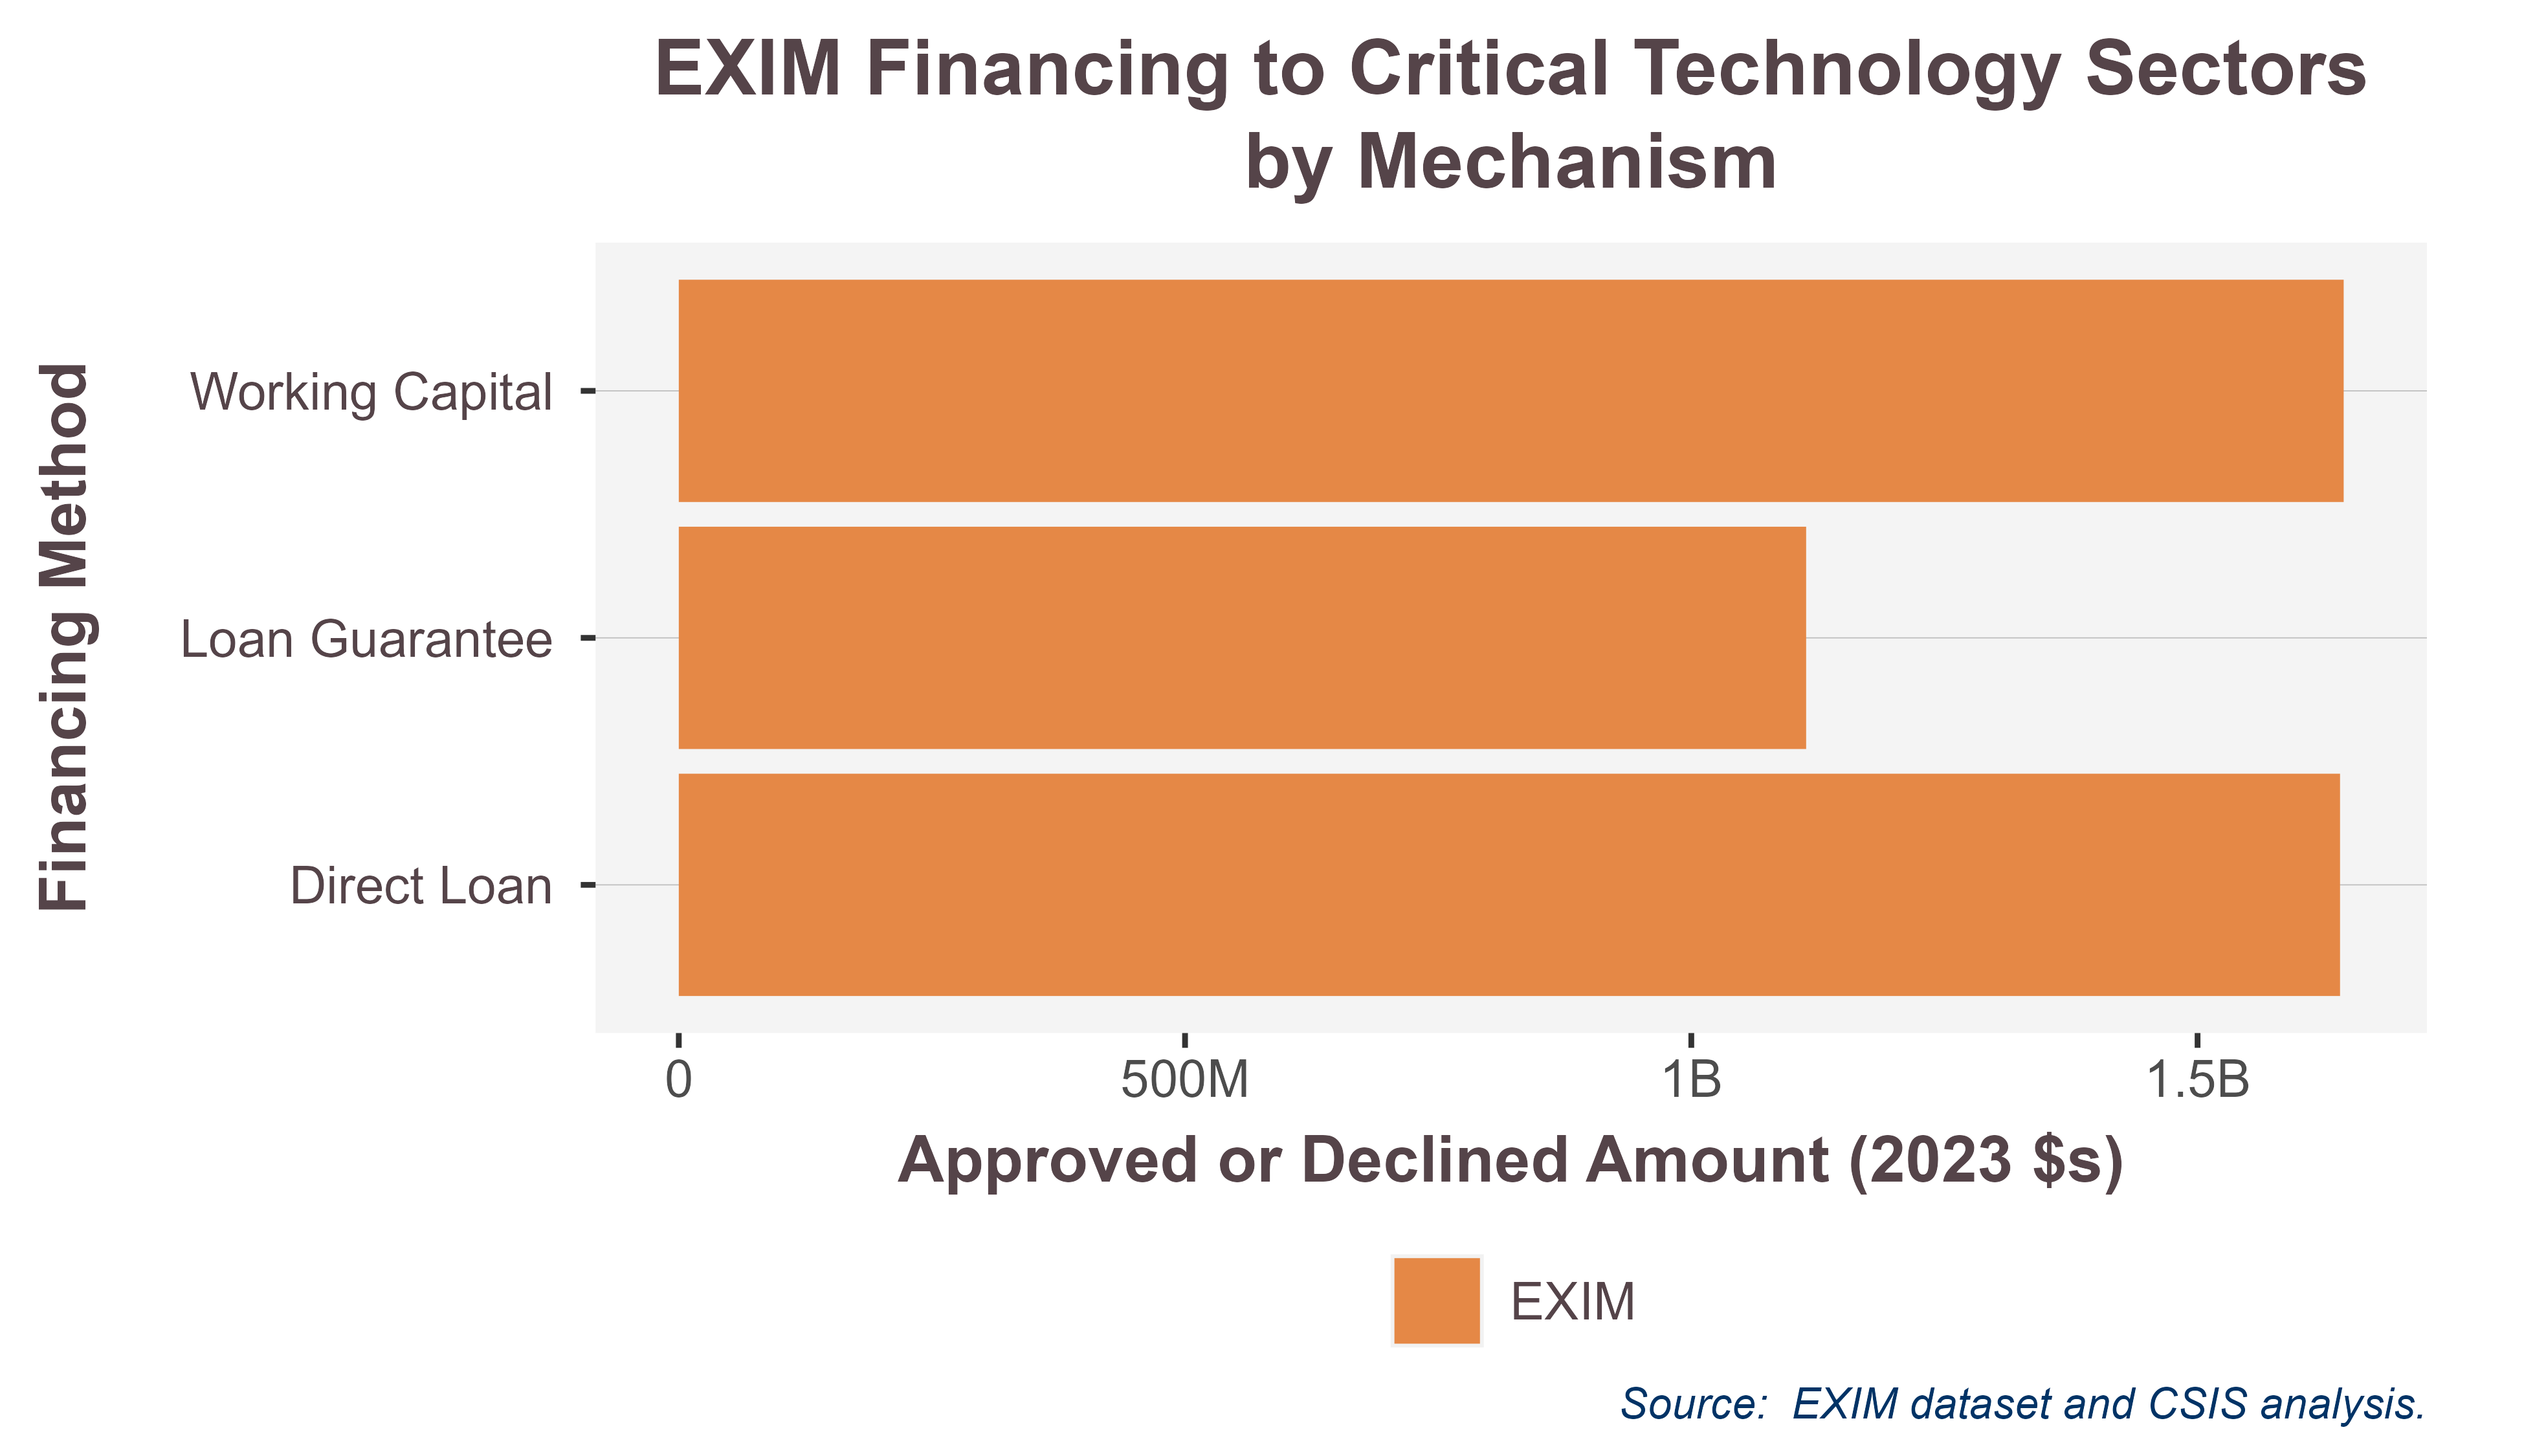 EXIM Financing to Critical Technology Sectors
by Mechanism
Financing Method
Working Capital
Loan Guarantee
Direct Loan
0 500M 1B 1.5B
Approved or Declined Amount (2023 $s)
EXIM
Source:  EXIM dataset and CSIS analysis.